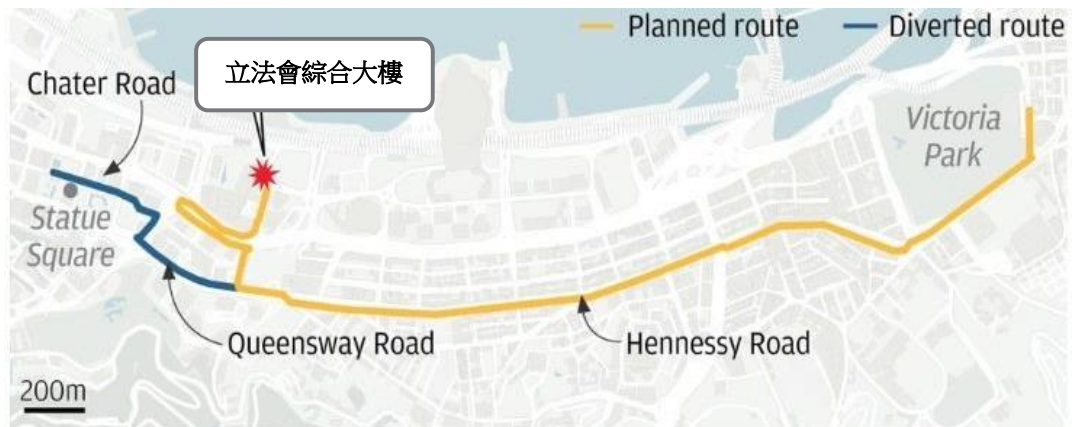 Planned route
Diverted route
Chater Road
立法會綜合大樓
Victoria
Park
Statue
Square
Queensway Road
Hennessy Road
200m